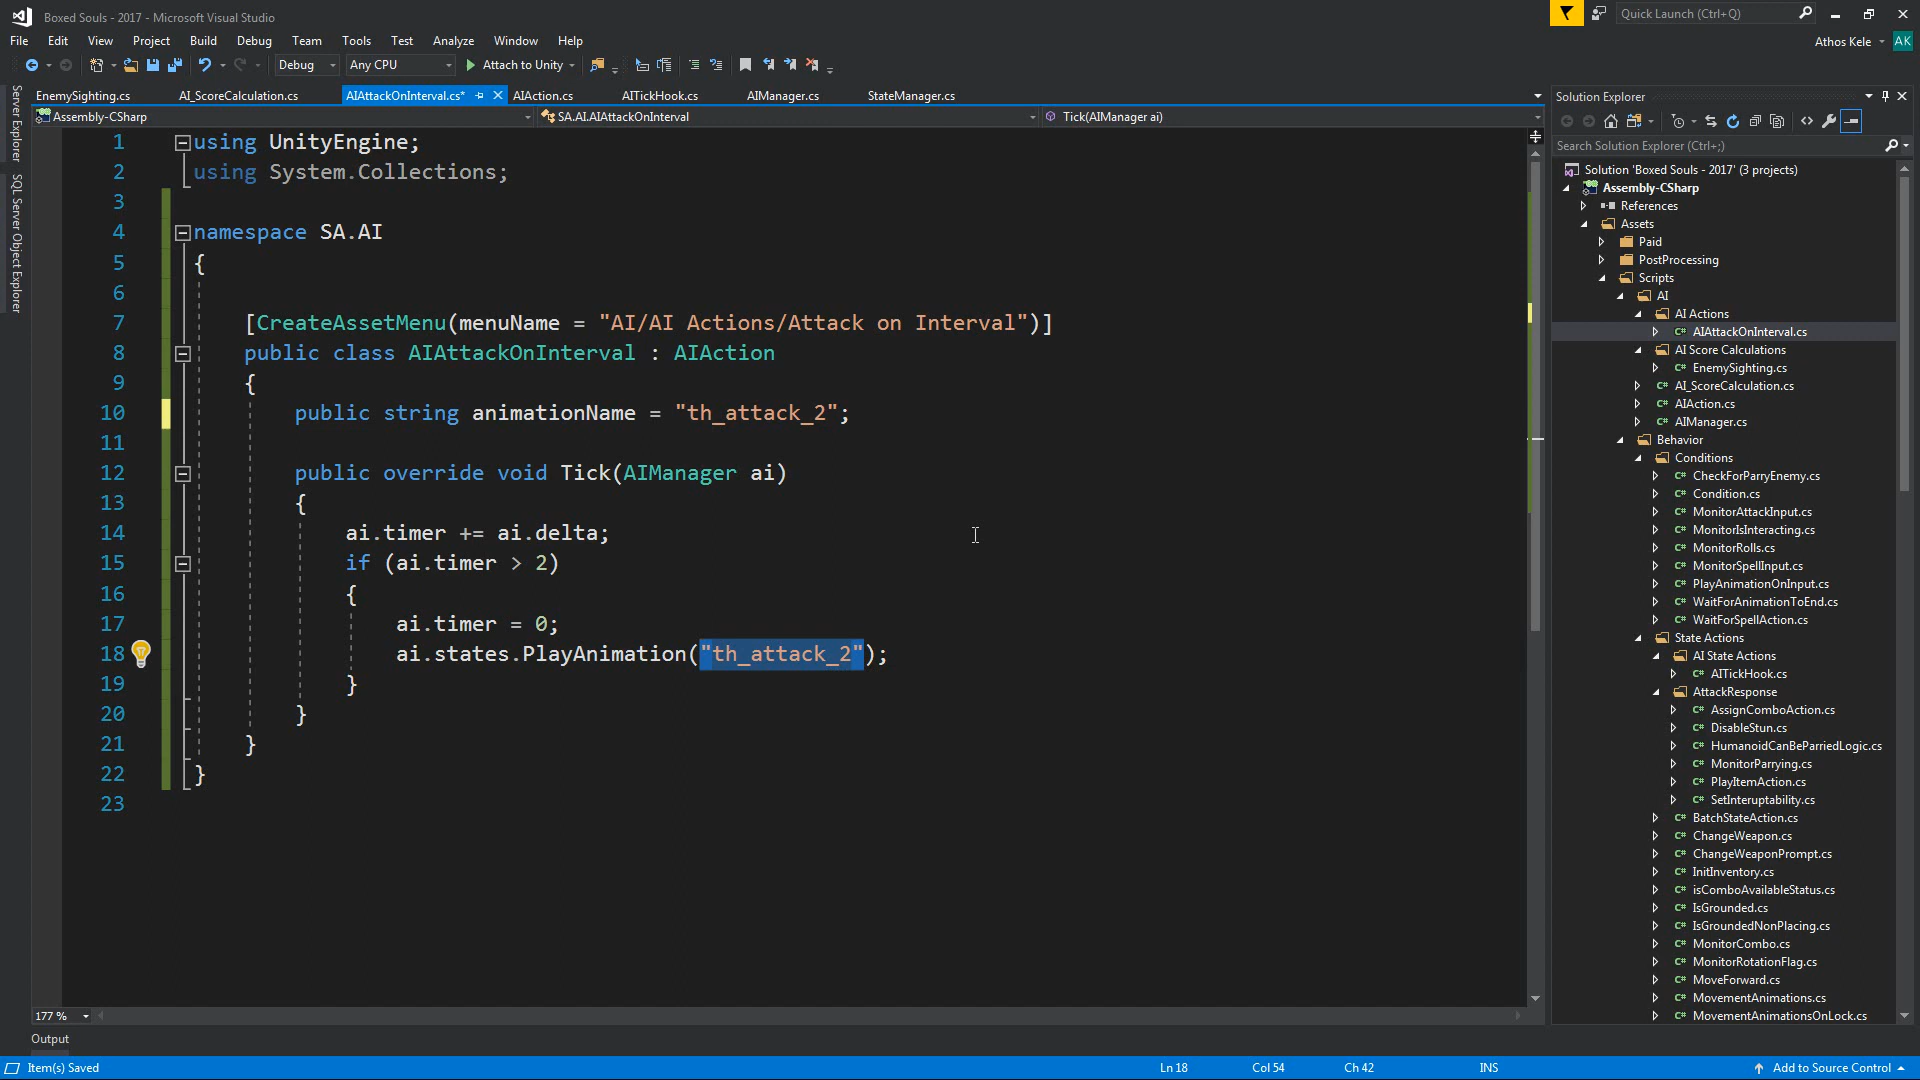 Boxed Souls - 2017 - Microsoft Visual Studio
Quick Launch (Ctrl+Q)
File Edit View Project Build Debug Team Tools Test Analyze Window Help
Athos Kele AK
Debug Any CPU Attach to Unity
EnemySighting.cs AI_ScoreCalculation.cs AIAttackOnInterval.cs* AIAction.cs AITickHook.cs AIManager.cs StateManager.cs
Assembly-CSharp SA.AI.AIAttackOnInterval Tick(AIManager ai)
Server Explorer
SQL Server Object Explorer
1 using UnityEngine;
2 using System.Collections;
3
4 namespace SA.AI
5 {
6
7 [CreateAssetMenu(menuName = "AI/AI Actions/Attack on Interval")]
8 public class AIAttackOnInterval : AIAction
9 {
10 public string animationName = "th_attack_2";
11
12 public override void Tick(AIManager ai)
13 {
14 ai.timer += ai.delta;
15 if (ai.timer > 2)
16 {
17 ai.timer = 0;
18 ai.states.PlayAnimation("th_attack_2");
19 }
20 }
21 }
22 }
23
177 %
Output
Item(s) Saved Ln 18 Col 54 Ch 42 INS Add to Source Control
Solution Explorer
Search Solution Explorer (Ctrl+;)
Solution 'Boxed Souls - 2017' (3 projects)
Assembly-CSharp
References
Assets
Paid
PostProcessing
Scripts
AI
AI Actions
AIAttackOnInterval.cs
AI Score Calculations
EnemySighting.cs
AI_ScoreCalculation.cs
AIAction.cs
AIManager.cs
Behavior
Conditions
CheckForParryEnemy.cs
Condition.cs
MonitorAttackInput.cs
MonitorIsInteracting.cs
MonitorRolls.cs
MonitorSpellInput.cs
PlayAnimationOnInput.cs
WaitForAnimationToEnd.cs
WaitForSpellAction.cs
State Actions
AI State Actions
AITickHook.cs
AttackResponse
AssignComboAction.cs
DisableStun.cs
HumanoidCanBeParriedLogic.cs
MonitorParrying.cs
PlayItemAction.cs
SetInteruptability.cs
BatchStateAction.cs
ChangeWeapon.cs
ChangeWeaponPrompt.cs
InitInventory.cs
isComboAvailableStatus.cs
IsGrounded.cs
IsGroundedNonPlacing.cs
MonitorCombo.cs
MonitorRotationFlag.cs
MoveForward.cs
MovementAnimations.cs
MovementAnimationsOnLock.cs